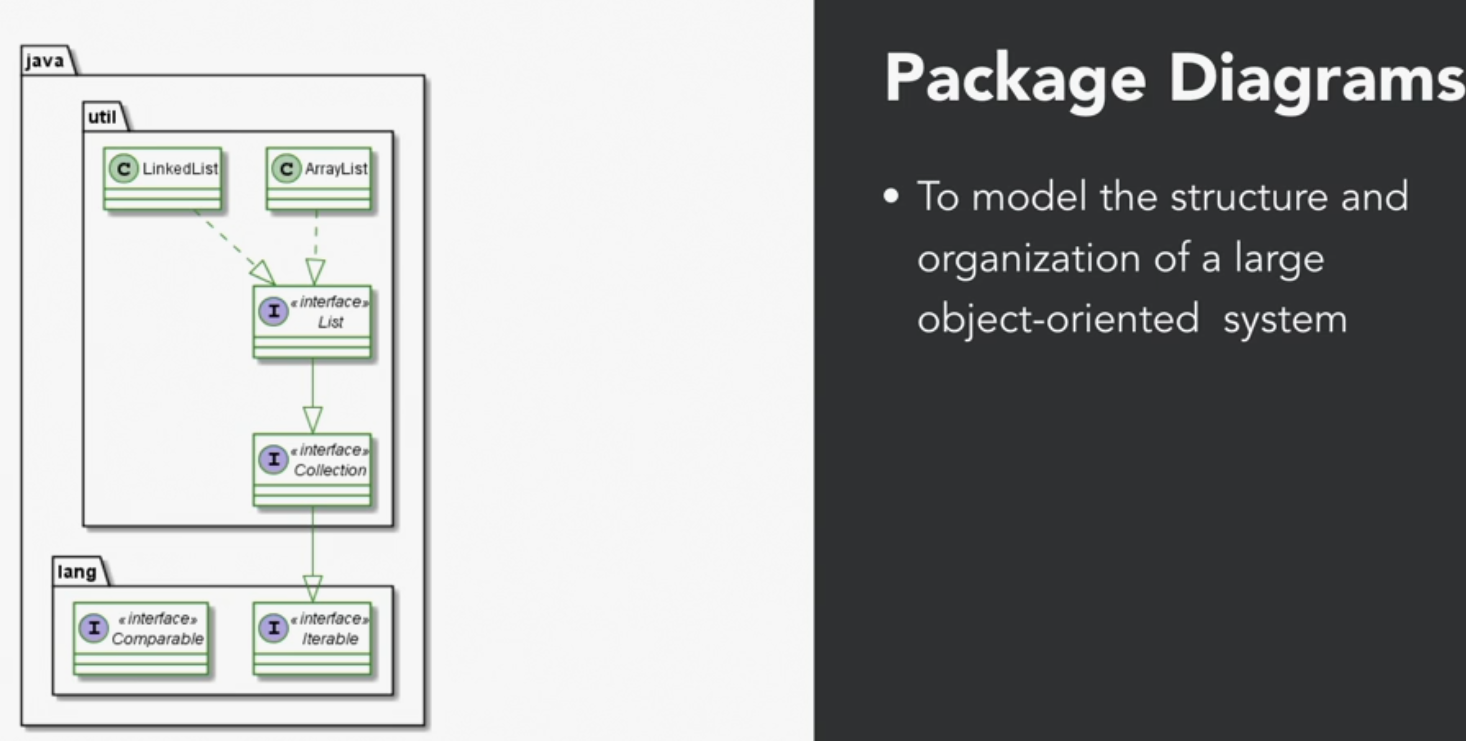 java
util
C LinkedList
C ArrayList
I «interface»
List
I «interface»
Collection
lang
I «interface»
Comparable
I «interface»
Iterable
Package Diagrams
• To model the structure and
organization of a large
object-oriented system